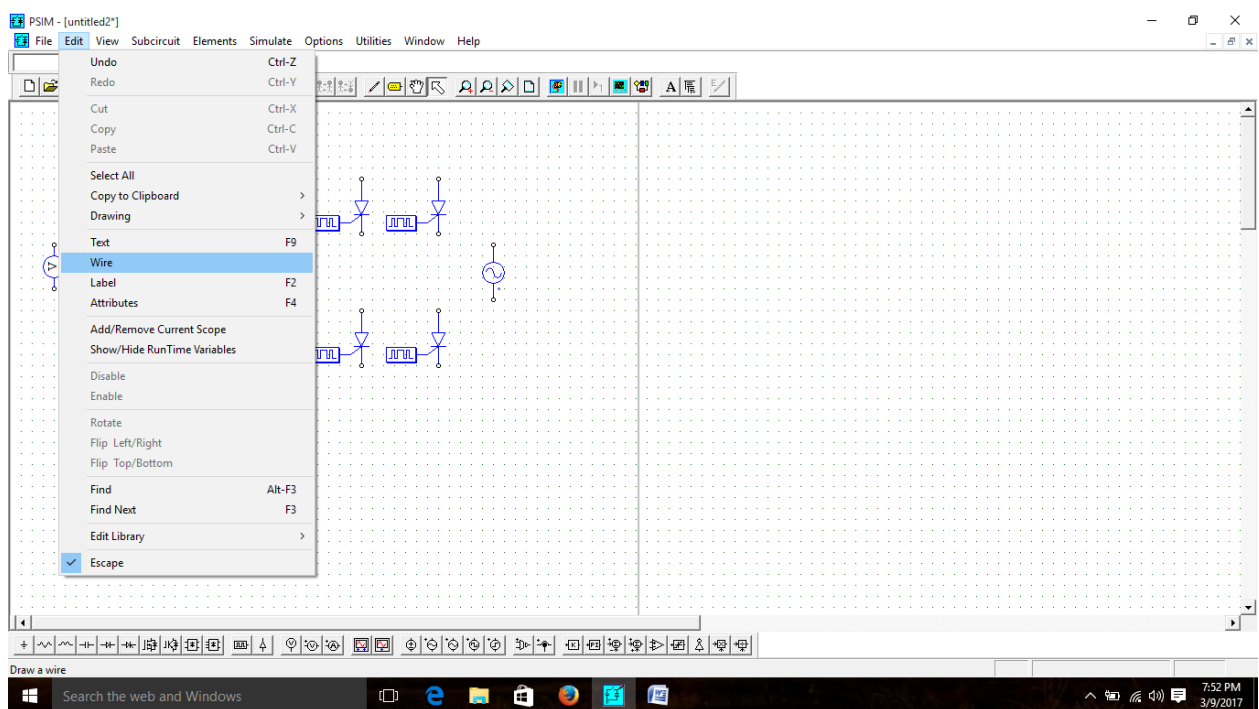 PSIM - [untitled2*]
File Edit View Subcircuit Elements Simulate Options Utilities Window Help
Undo Ctrl-Z
Redo Ctrl-Y
Cut Ctrl-X
Copy Ctrl-C
Paste Ctrl-V
Select All
Copy to Clipboard
Drawing
Text F9
Wire
Label F2
Attributes F4
Add/Remove Current Scope
Show/Hide RunTime Variables
Disable
Enable
Rotate
Flip Left/Right
Flip Top/Bottom
Find Alt-F3
Find Next F3
Edit Library
Escape
Draw a wire
Search the web and Windows
7:52 PM
3/9/2017